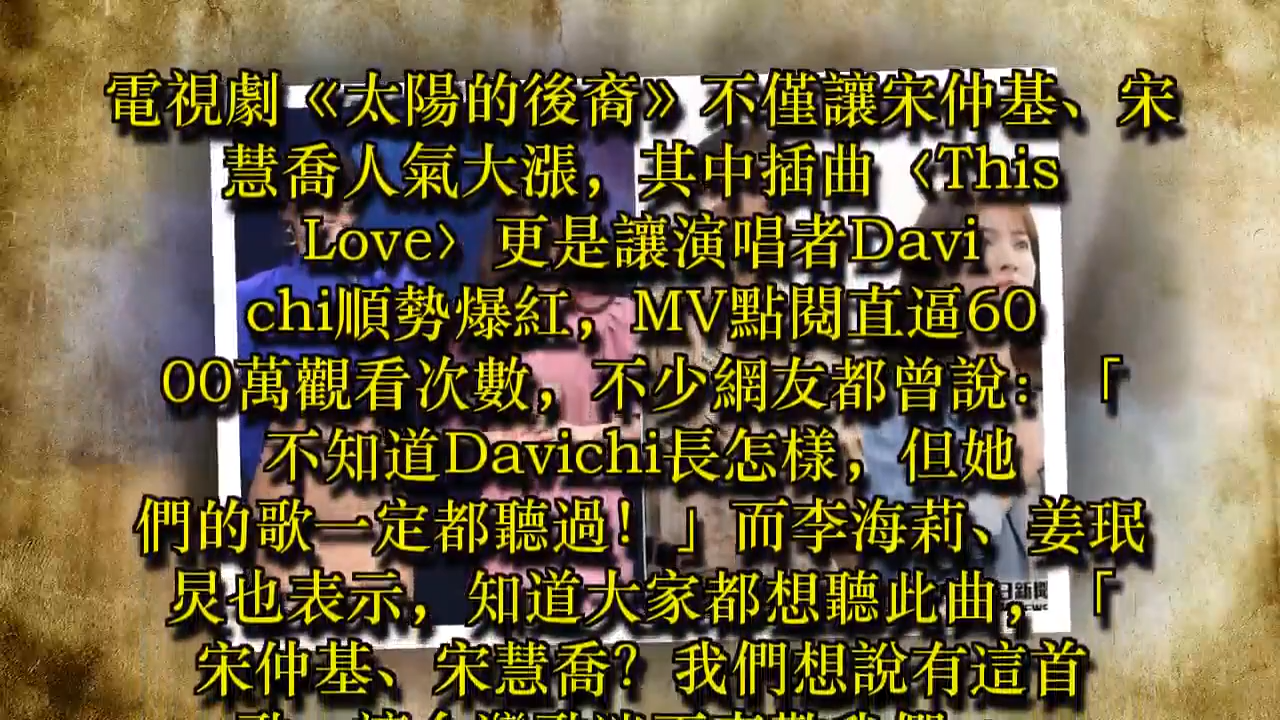 電視劇《太陽的後裔》不僅讓宋仲基、宋
慧喬人氣大漲，其中插曲〈This
Love〉更是讓演唱者Davi
chi順勢爆紅，MV點閱直逼60
00萬觀看次數，不少網友都曾說：「
不知道Davichi長怎樣，但她
們的歌一定都聽過！」而李海莉、姜珉
炅也表示，知道大家都想聽此曲，「
宋仲基、宋慧喬？我們想說有這首
日新聞